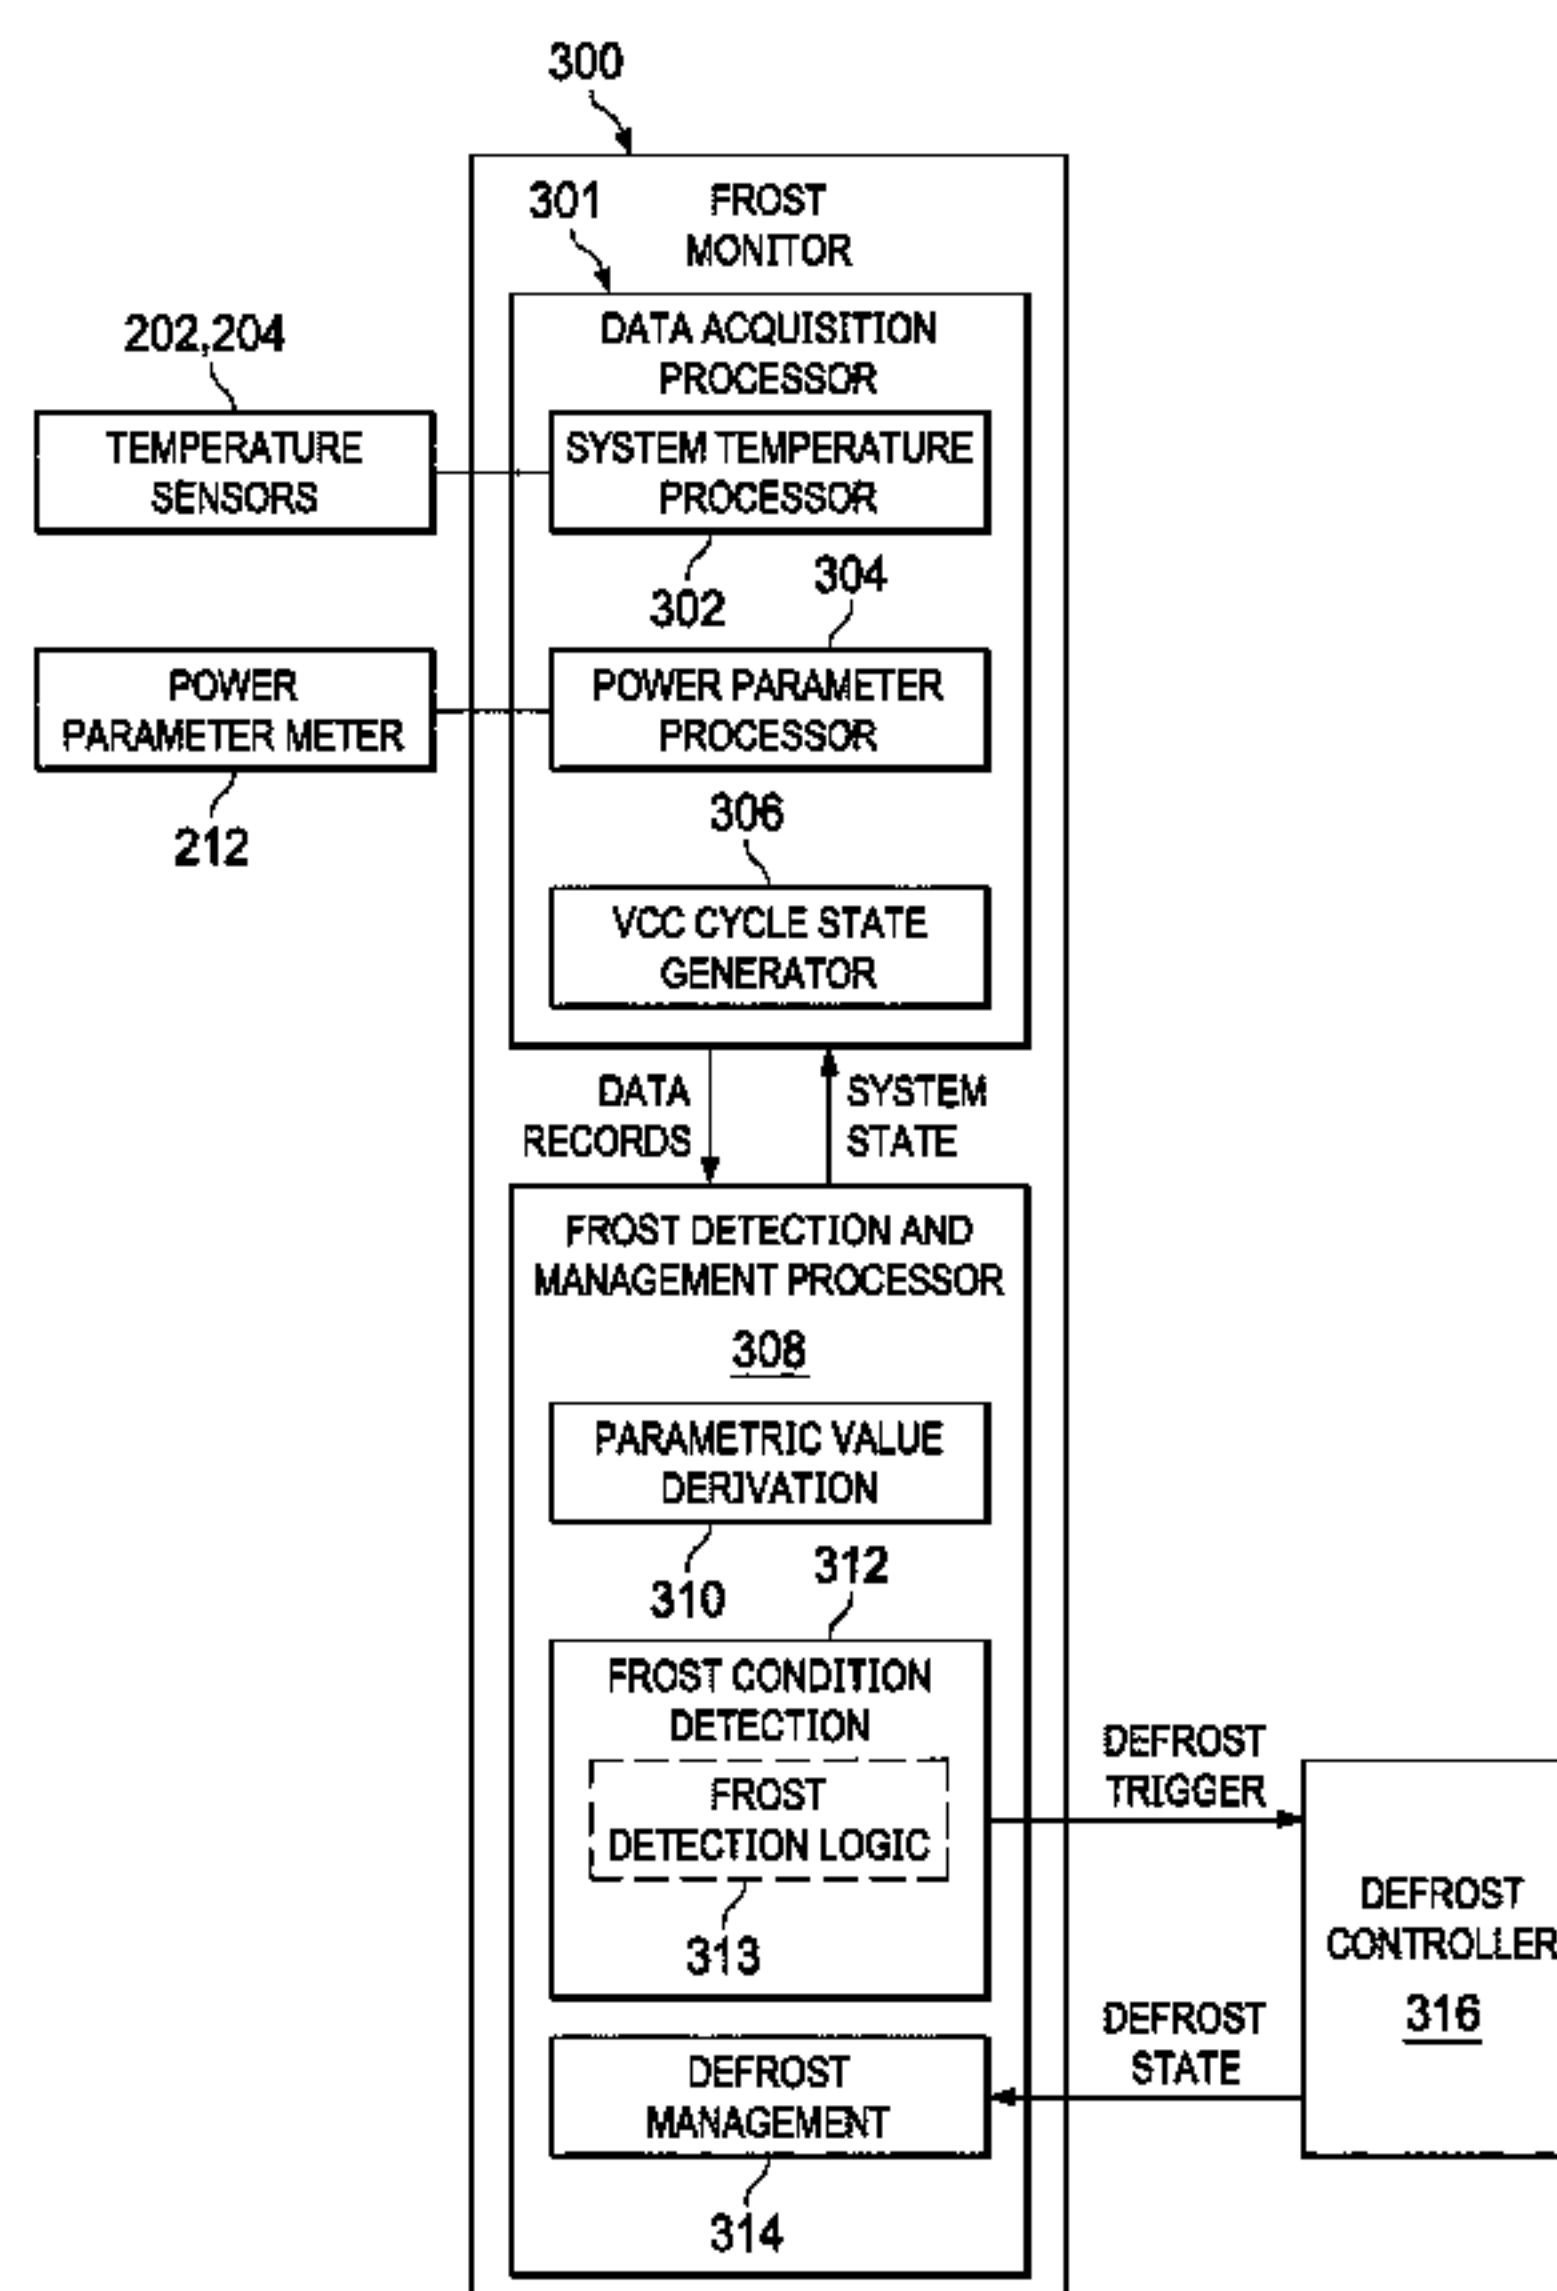 300
301
FROST
MONITOR
202,204
DATA ACQUISITION
PROCESSOR
TEMPERATURE
SENSORS
SYSTEM TEMPERATURE
PROCESSOR
302
304
POWER
PARAMETER METER
POWER PARAMETER
PROCESSOR
212
306
VCC CYCLE STATE
GENERATOR
DATA
RECORDS
SYSTEM
STATE
FROST DETECTION AND
MANAGEMENT PROCESSOR
308
PARAMETRIC VALUE
DERIVATION
310
312
FROST CONDITION
DETECTION
FROST
DETECTION LOGIC
313
DEFROST
TRIGGER
DEFROST
CONTROLLER
316
DEFROST
STATE
DEFROST
MANAGEMENT
314